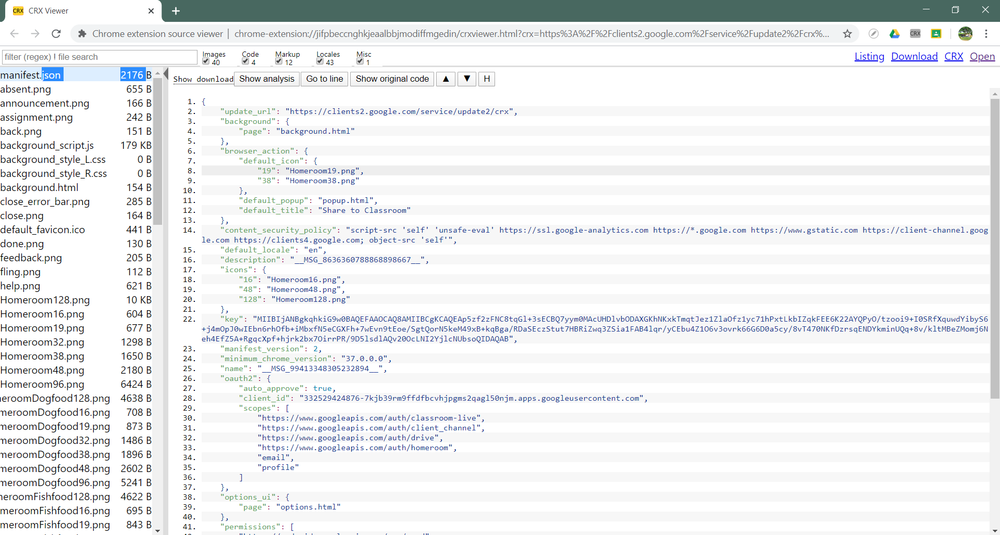 CRX CRX Viewer
Chrome extension source viewer | chrome-extension://jifpbeccnghkjeaalbbjmodiffmgedin/crxviewer.html?crx=https%3A%2F%2Fclients2.google.com%2Fservice%2Fupdate2%2Fcrx%... CRX
filter (regex) ! file search
Images 40 Code 4 Markup 12 Locales 43 Misc 1
Listing Download CRX Open
manifest.json 2176 B
absent.png 655 B
announcement.png 166 B
assignment.png 242 B
back.png 151 B
background_script.js 179 KB
background_style_L.css 0 B
background_style_R.css 0 B
background.html 154 B
close_error_bar.png 285 B
close.png 164 B
default_favicon.ico 441 B
done.png 130 B
feedback.png 205 B
fling.png 112 B
help.png 621 B
Homeroom128.png 10 KB
Homeroom16.png 604 B
Homeroom19.png 677 B
Homeroom32.png 1298 B
Homeroom38.png 1650 B
Homeroom48.png 2180 B
Homeroom96.png 6424 B
eroomDogfood128.png 4638 B
meroomDogfood16.png 708 B
meroomDogfood19.png 873 B
meroomDogfood32.png 1486 B
meroomDogfood38.png 1896 B
meroomDogfood48.png 2602 B
meroomDogfood96.png 5241 B
eroomFishfood128.png 4622 B
meroomFishfood16.png 695 B
meroomFishfood19.png 843 B
Show download Show analysis Go to line Show original code ▲ ▼ H
1. {
2. "update_url": "https://clients2.google.com/service/update2/crx",
3. "background": {
4. "page": "background.html"
5. },
6. "browser_action": {
7. "default_icon": {
8. "19": "Homeroom19.png",
9. "38": "Homeroom38.png"
10. },
11. "default_popup": "popup.html",
12. "default_title": "Share to Classroom"
13. },
14. "content_security_policy": "script-src 'self' 'unsafe-eval' https://ssl.google-analytics.com https://*.google.com https://www.gstatic.com https://client-channel.goog
le.com https://clients4.google.com; object-src 'self'",
15. "default_locale": "en",
16. "description": "__MSG_8636360788868898667__",
17. "icons": {
18. "16": "Homeroom16.png",
19. "48": "Homeroom48.png",
20. "128": "Homeroom128.png"
21. },
22. "key": "MIIBIjANBgkqhkiG9w0BAQEFAAOCAQ8AMIIBCgKCAQEAp5zf2zFNC8tqGl+3sECBQ7yym0MAcUHDlvbODAXGKhNKxkTmqtJez1ZlaOfz1yc71hPxtLkbIZqkFEE6K22AYQPyO/tzooi9+I0SRfXquwdYibyS6
+j4mOpJ0wIEbn6rhOfb+iMbxfN5eCGXFh+7wEvn9tEoe/SgtQorN5keM49xB+kqBga/RDaSEczStut7HBRiZwq3ZSia1FAB4lqr/yCEbu4Z1O6v3ovrk66G6D0a5cy/8vT470NKfDzrsqENDYkminUQq+8v/kltMBeZMomj6N
eh4EfZ5A+RgqcXpf+hjrk2bx7OirrPR/9D5lsdlAQv20OcLNI2YjlcNUbsoQIDAQAB",
23. "manifest_version": 2,
24. "minimum_chrome_version": "37.0.0.0",
25. "name": "__MSG_99413348305232894__",
26. "oauth2": {
27. "auto_approve": true,
28. "client_id": "332529424876-7kjb39rm9ffdfbcvhjpgms2qagl50njm.apps.googleusercontent.com",
29. "scopes": [
30. "https://www.googleapis.com/auth/classroom-live",
31. "https://www.googleapis.com/auth/client_channel",
32. "https://www.googleapis.com/auth/drive",
33. "https://www.googleapis.com/auth/homeroom",
34. "email",
35. "profile"
36. ]
37. },
38. "options_ui": {
39. "page": "options.html"
40. },
41. "permissions": [